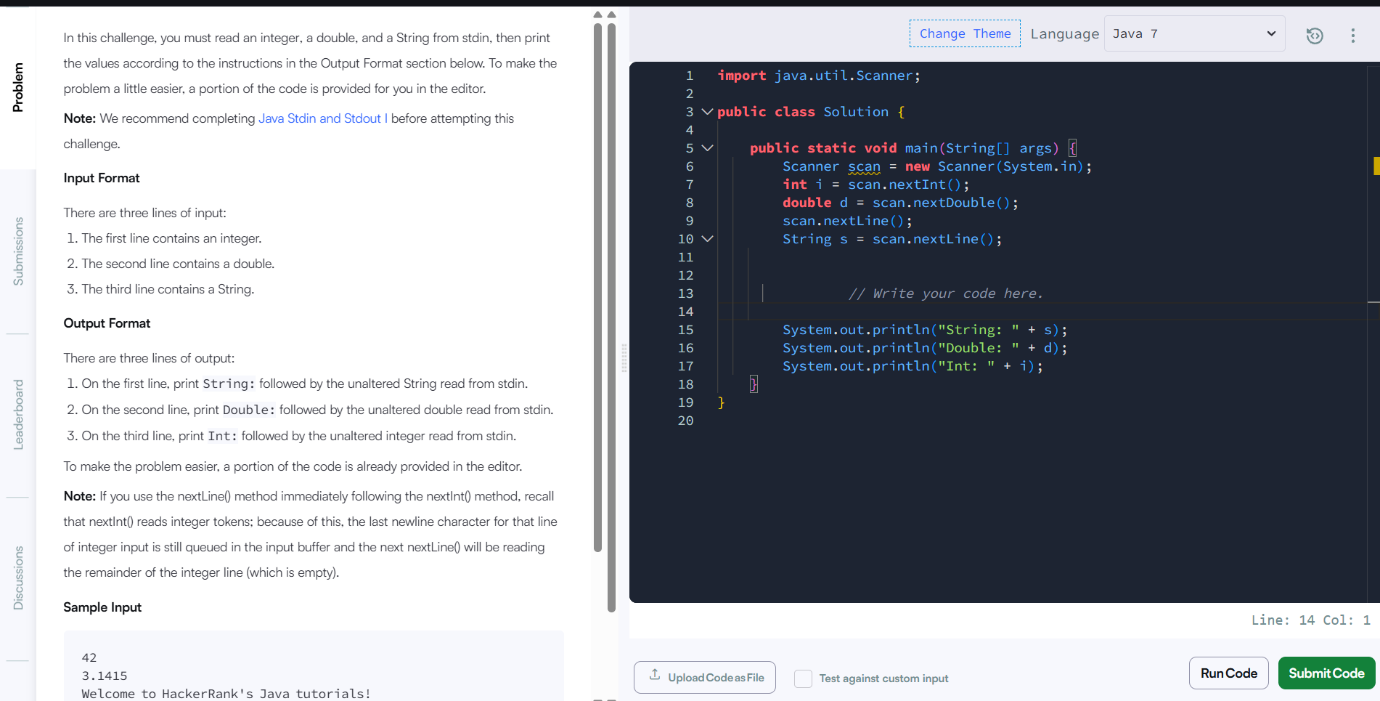 Problem
Submissions
Leaderboard
Discussions
In this challenge, you must read an integer, a double, and a String from stdin, then print
the values according to the instructions in the Output Format section below. To make the
problem a little easier, a portion of the code is provided for you in the editor.
Note: We recommend completing Java Stdin and Stdout I before attempting this
challenge.
Input Format
There are three lines of input:
1. The first line contains an integer.
2. The second line contains a double.
3. The third line contains a String.
Output Format
There are three lines of output:
1. On the first line, print String: followed by the unaltered String read from stdin.
2. On the second line, print Double: followed by the unaltered double read from stdin.
3. On the third line, print Int: followed by the unaltered integer read from stdin.
To make the problem easier, a portion of the code is already provided in the editor.
Note: If you use the nextLine() method immediately following the nextInt() method, recall
that nextInt() reads integer tokens; because of this, the last newline character for that line
of integer input is still queued in the input buffer and the next nextLine() will be reading
the remainder of the integer line (which is empty).
Sample Input
42
3.1415
Welcome to HackerRank's Java tutorials!
Change Theme Language Java 7
1 import java.util.Scanner;
2
3 public class Solution {
4
5 public static void main(String[] args) {
6 Scanner scan = new Scanner(System.in);
7 int i = scan.nextInt();
8 double d = scan.nextDouble();
9 scan.nextLine();
10 String s = scan.nextLine();
11
12
13 // Write your code here.
14
15 System.out.println("String: " + s);
16 System.out.println("Double: " + d);
17 System.out.println("Int: " + i);
18 }
19 }
20
Line: 14 Col: 1
Upload Code as File
Test against custom input
Run Code
Submit Code